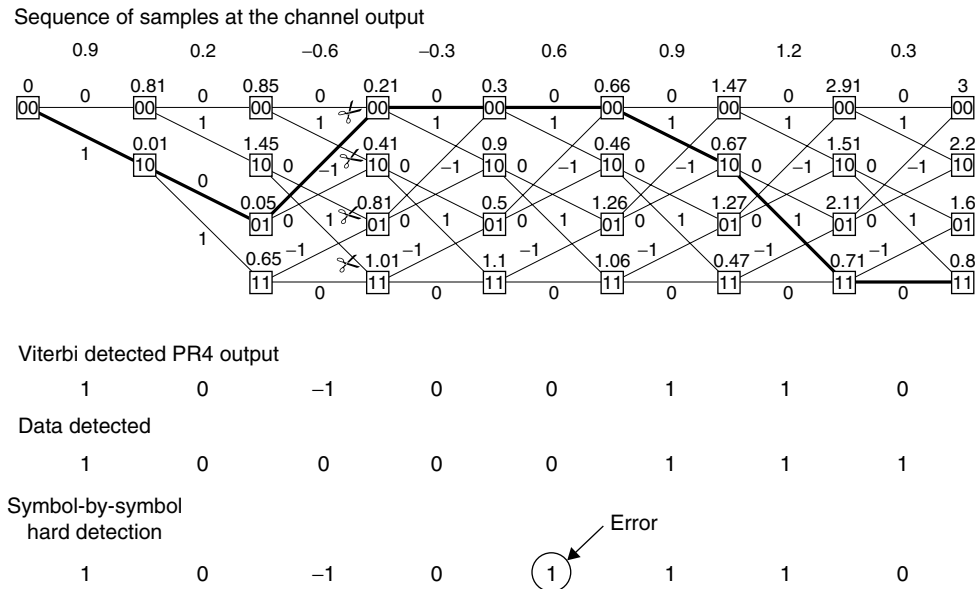 Sequence of samples at the channel output
0.9 0.2 −0.6 −0.3 0.6 0.9 1.2 0.3
0 0.81 0.85 0.21 0.3 0.66 1.47 2.91 3
0 0 0 0 0 0 0 0
00 00 00 00 00 00 00 00 00
1 1 1 1 1 1 1
0.01 1.45 0.41 0.9 0.46 0.67 1.51 2.2
1 10 10 0 −1 10 0 −1 10 0 −1 10 0 −1 10 0 −1 10 0 −1 10
0
0.05 0.81 0.5 1.26 1.27 2.11 1.6
01 0 1 01 0 1 01 0 1 01 0 1 01 0 1 01 0 1 01
1
0.65 −1 1.01 −1 1.1 −1 1.06 −1 0.47 −1 0.71 −1 0.8
11 11 11 11 11 11 11
0 0 0 0 0 0
Viterbi detected PR4 output
1 0 −1 0 0 1 1 0
Data detected
1 0 0 0 0 1 1 1
Symbol-by-symbol
hard detection
Error
1 0 −1 0 1 1 1 0